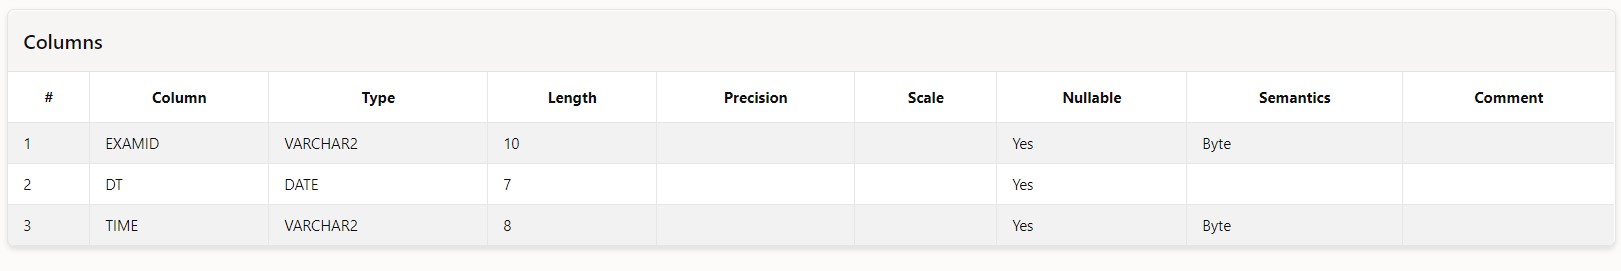 Columns
# Column Type Length Precision Scale Nullable Semantics Comment
1 EXAMID VARCHAR2 10 Yes Byte
2 DT DATE 7 Yes
3 TIME VARCHAR2 8 Yes Byte